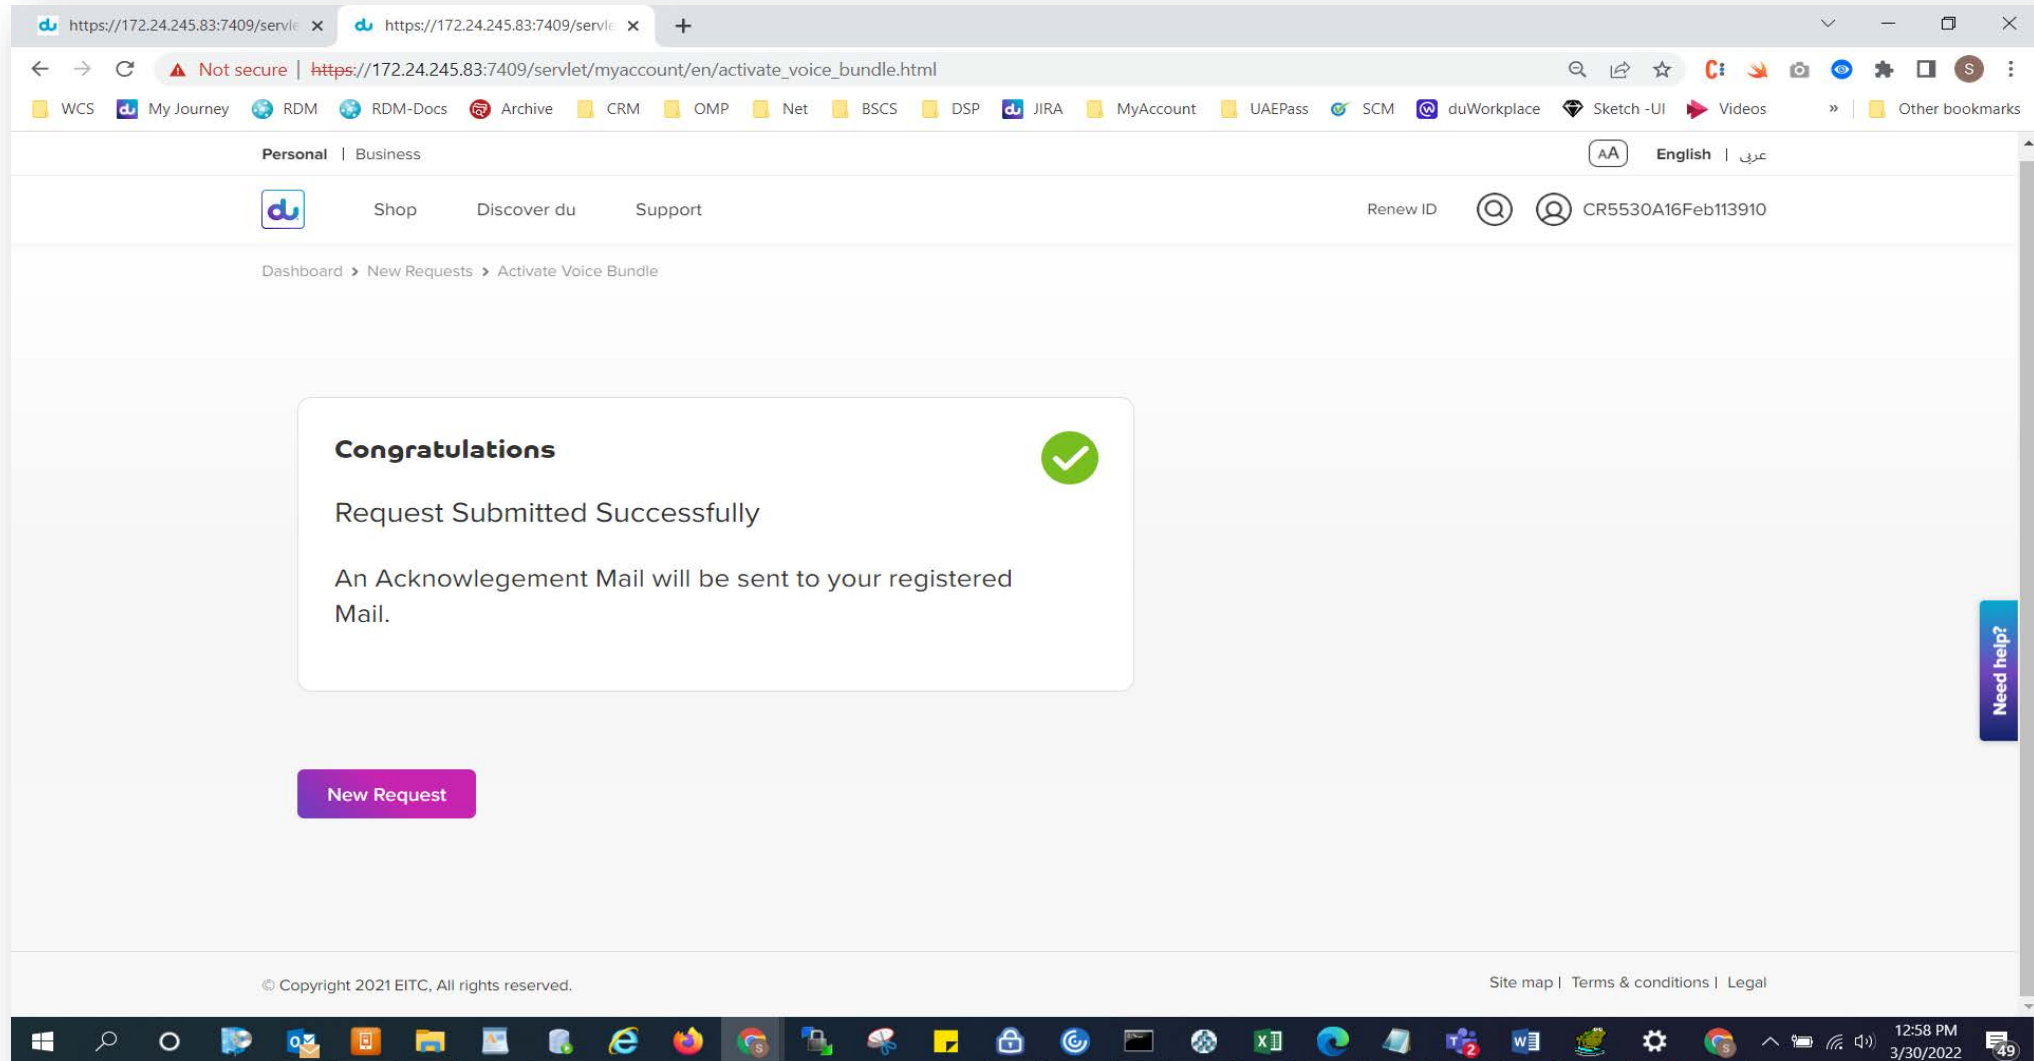 https://172.24.245.83:7409/servle
https://172.24.245.83:7409/servle
Not secure | https://172.24.245.83:7409/servlet/myaccount/en/activate_voice_bundle.html
S
WCS My Journey RDM RDM-Docs Archive CRM OMP Net BSCS DSP JIRA MyAccount UAEPass SCM duWorkplace Sketch -UI Videos » Other bookmarks
Personal | Business
AA English | عربي
du Shop Discover du Support
Renew ID CR5530A16Feb113910
Dashboard > New Requests > Activate Voice Bundle
Congratulations
Request Submitted Successfully
An Acknowlegement Mail will be sent to your registered
Mail.
Need help?
New Request
© Copyright 2021 EITC, All rights reserved.
Site map | Terms & conditions | Legal
12:58 PM
3/30/2022
49